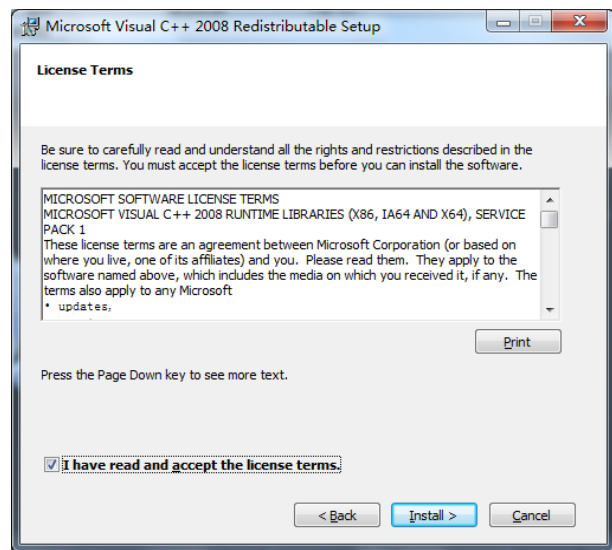 Microsoft Visual C++ 2008 Redistributable Setup
License Terms
Be sure to carefully read and understand all the rights and restrictions described in the
license terms. You must accept the license terms before you can install the software.
MICROSOFT SOFTWARE LICENSE TERMS
MICROSOFT VISUAL C++ 2008 RUNTIME LIBRARIES (X86, IA64 AND X64), SERVICE
PACK 1
These license terms are an agreement between Microsoft Corporation (or based on
where you live, one of its affiliates) and you.  Please read them.  They apply to the
software named above, which includes the media on which you received it, if any.  The
terms also apply to any Microsoft
• updates,
Print
Press the Page Down key to see more text.
I have read and accept the license terms.
< Back
Install >
Cancel